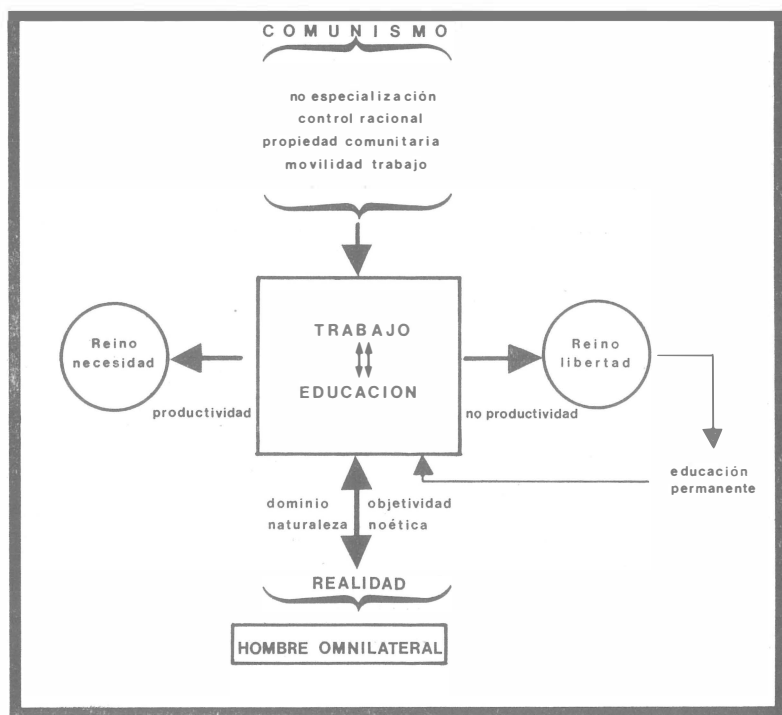 COMUNISMO
no especialización
control racional
propiedad comunitaria
movilidad trabajo
TRABAJO
EDUCACION
Reino
necesidad
productividad
Reino
libertad
no productividad
educación
permanente
dominio
naturaleza
objetividad
noética
REALIDAD
HOMBRE OMNILATERAL